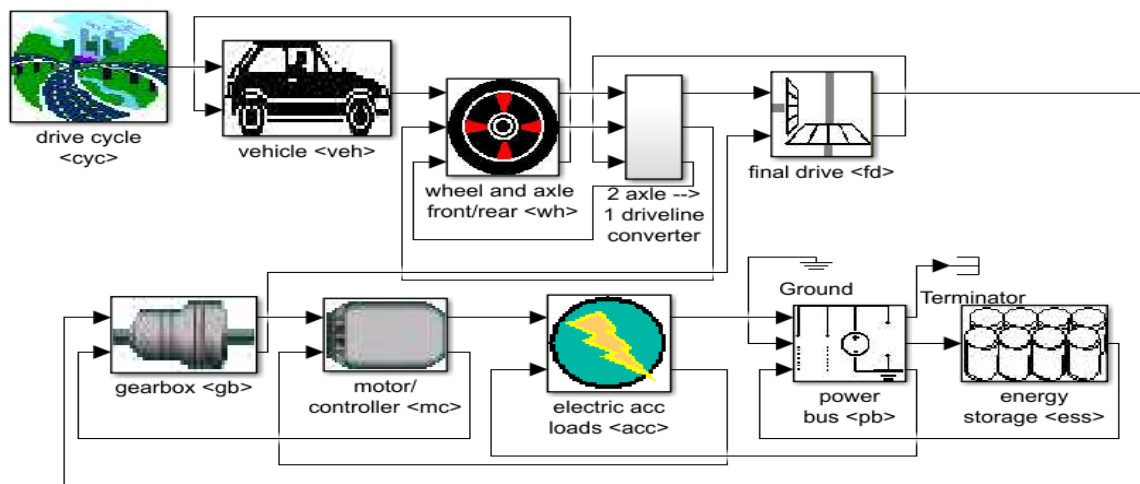 drive cycle
<cyc>
vehicle <veh>
wheel and axle
front/rear <wh>
2 axle -->
1 driveline
converter
final drive <fd>
Ground
Terminator
gearbox <gb>
motor/
controller <mc>
electric acc
loads <acc>
power
bus <pb>
energy
storage <ess>